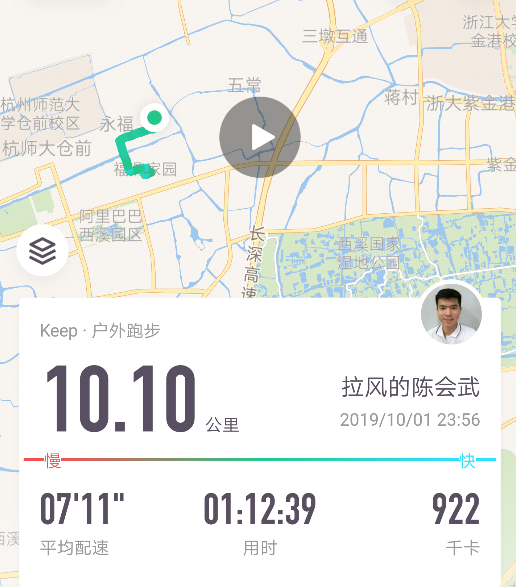 浙江大学
金港校
三墩互通
五常
蒋村
浙大紫金港
杭州师范大
学仓前校区
永福
杭师大仓前
福鼎家园
紫金
阿里巴巴
西溪园区
长深高速
西溪国家
湿地公园
Keep · 户外跑步
10.10 公里
拉风的陈会武
2019/10/01 23:56
慢
快
07'11"
01:12:39
922
平均配速
用时
千卡
西溪